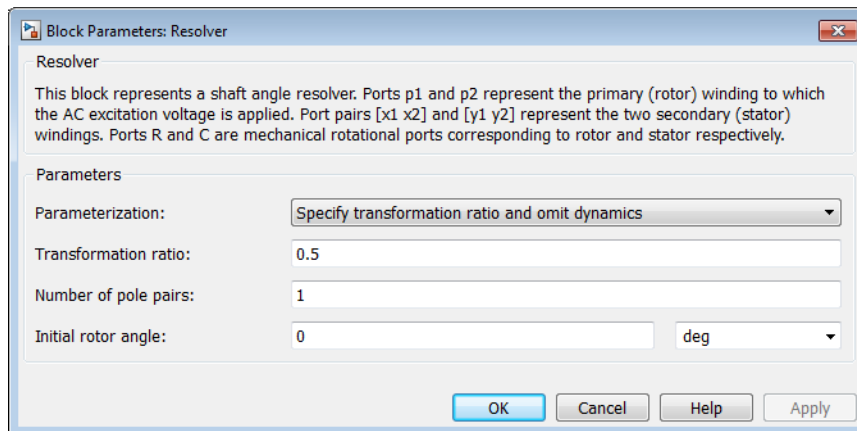 Block Parameters: Resolver
Resolver
This block represents a shaft angle resolver. Ports p1 and p2 represent the primary (rotor) winding to which
the AC excitation voltage is applied. Port pairs [x1 x2] and [y1 y2] represent the two secondary (stator)
windings. Ports R and C are mechanical rotational ports corresponding to rotor and stator respectively.
Parameters
Parameterization: Specify transformation ratio and omit dynamics
Transformation ratio: 0.5
Number of pole pairs: 1
Initial rotor angle: 0 deg
OK Cancel Help Apply